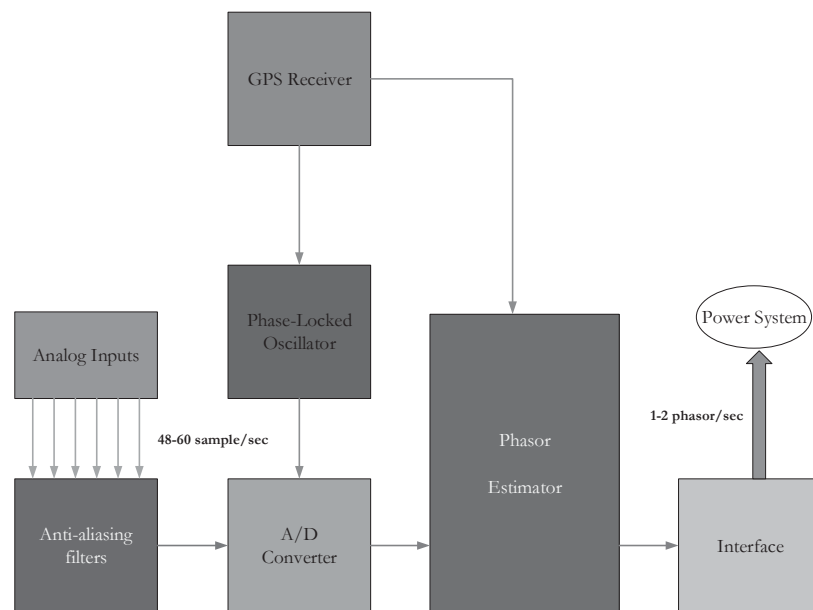 GPS Receiver
Phase-Locked
Oscillator
Analog Inputs
Power System
48-60 sample/sec
1-2 phasor/sec
Phasor
Estimator
Anti-aliasing
filters
A/D
Converter
Interface